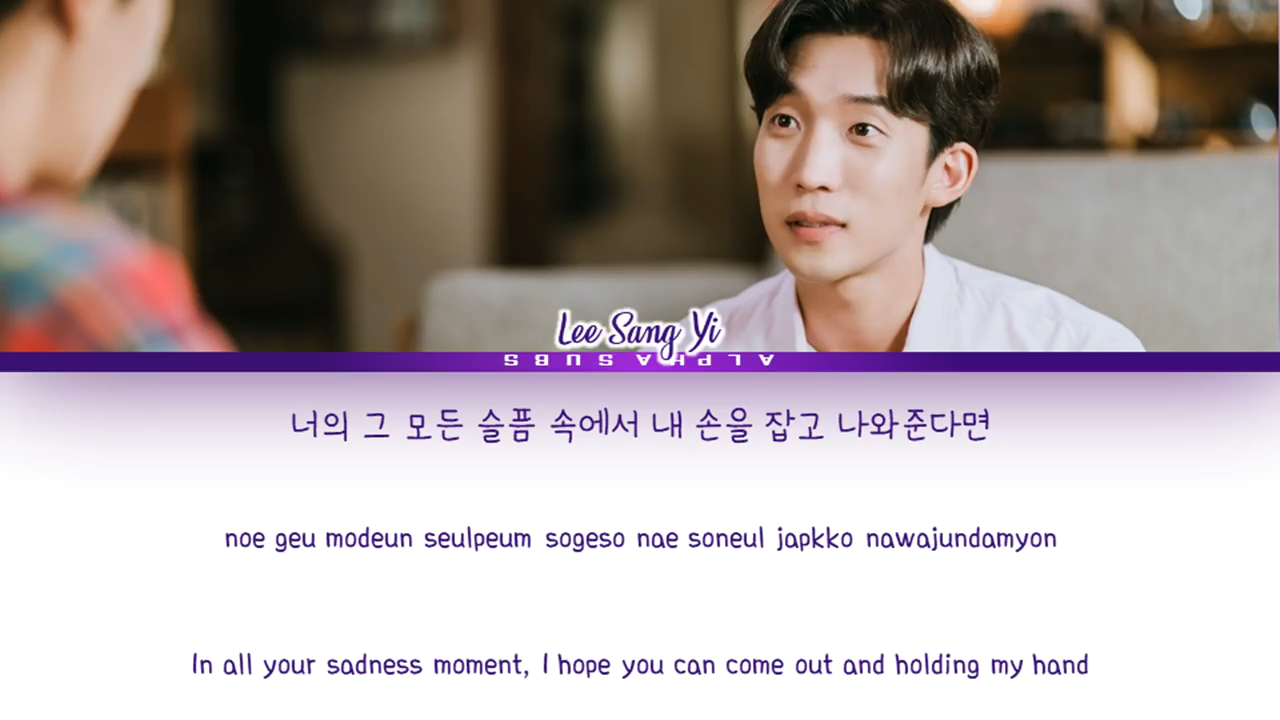 Lee Sang Yi
ALPHA SUBS
너의 그 모든 슬픔 속에서 내 손을 잡고 나와준다면
noe geu modeun seulpeum sogeso nae soneul japkko nawajundamyon
In all your sadness moment, I hope you can come out and holding my hand